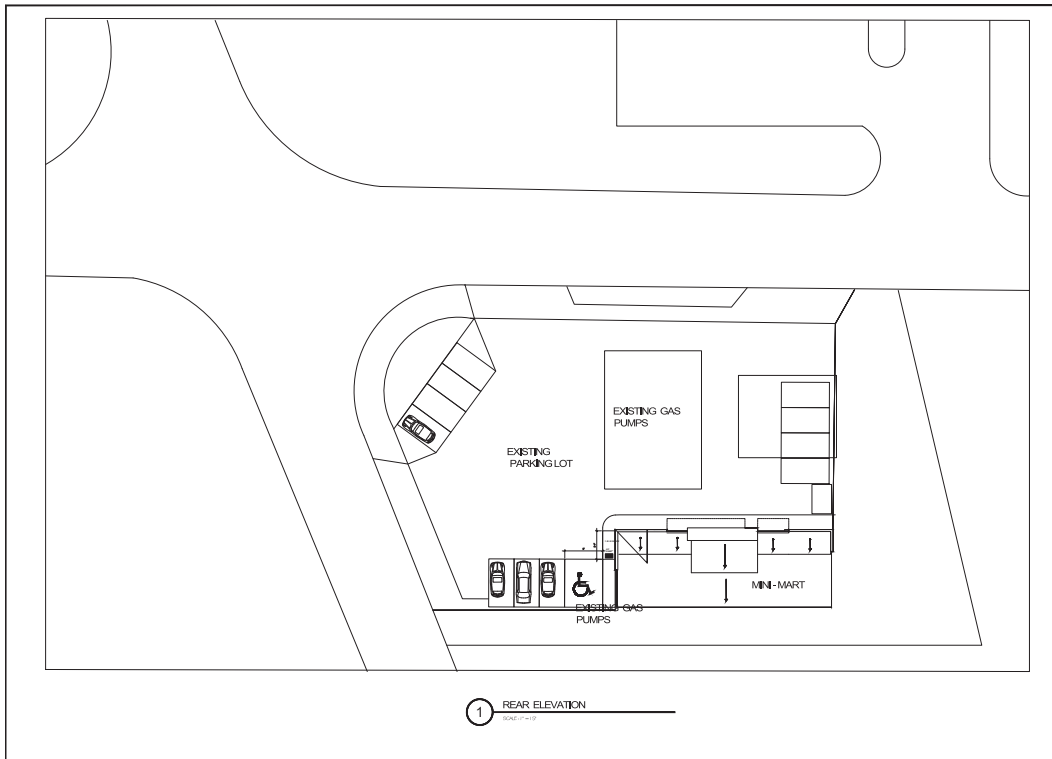 EXISTING GAS
PUMPS
EXISTING
PARKING LOT
MINI - MART
EXISTING GAS
PUMPS
1
REAR ELEVATION